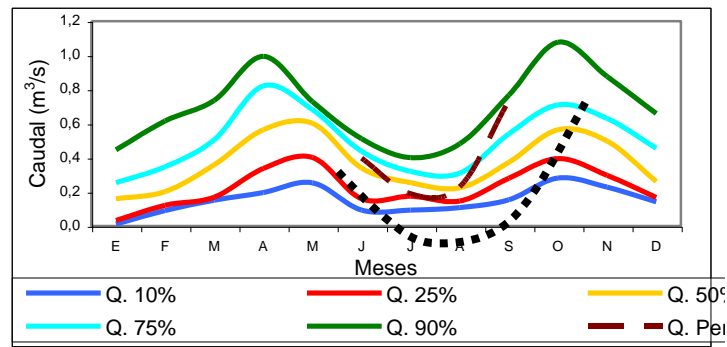 Caudal (m³/s)
1,2
1,0
0,8
0,6
0,4
0,2
0,0
E F M A M J J A S O N D
Meses
Q. 10% Q. 25% Q. 50%
Q. 75% Q. 90% Q. Per